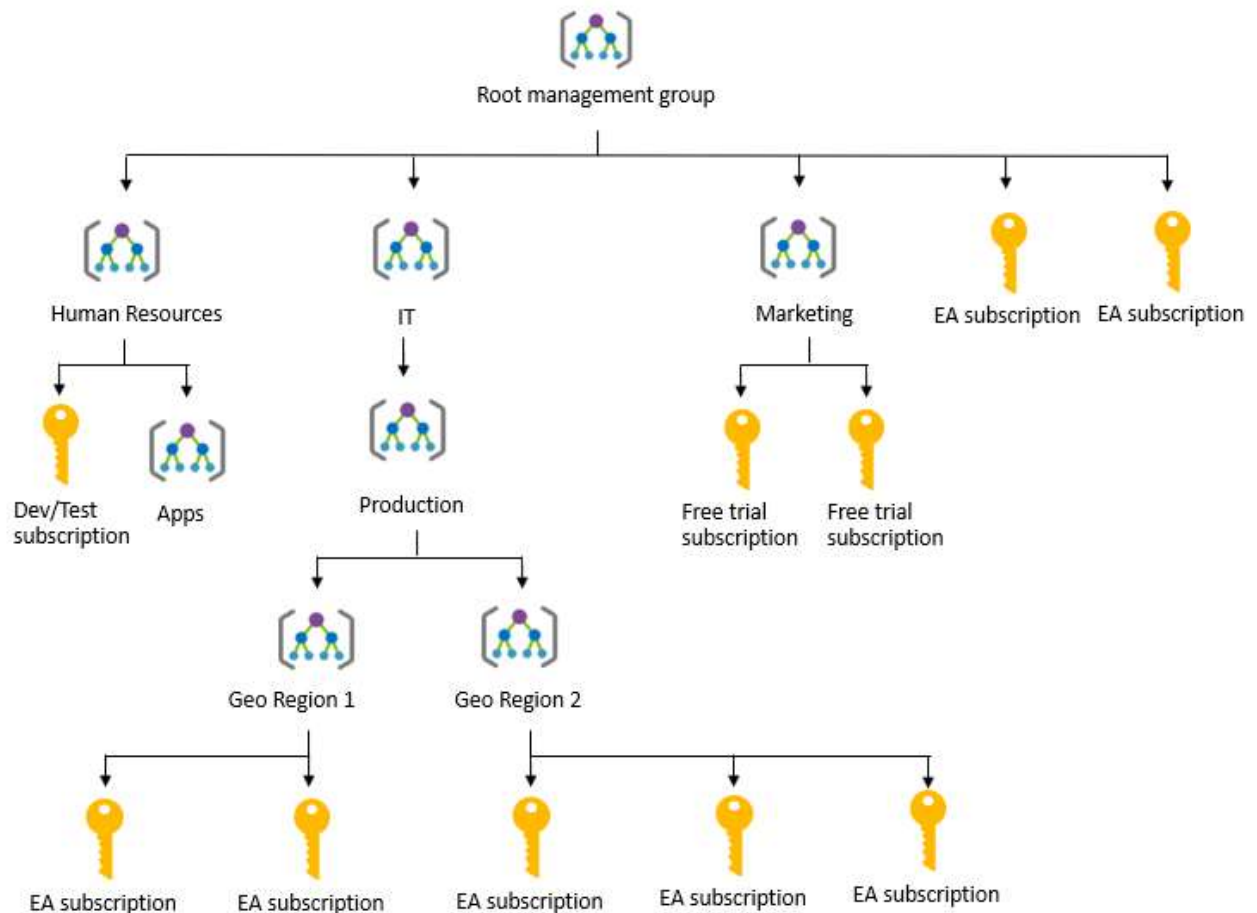 Root management group
Human Resources
IT
Marketing
EA subscription
EA subscription
Dev/Test
subscription
Apps
Production
Free trial
subscription
Free trial
subscription
Geo Region 1
Geo Region 2
EA subscription
EA subscription
EA subscription
EA subscription
EA subscription